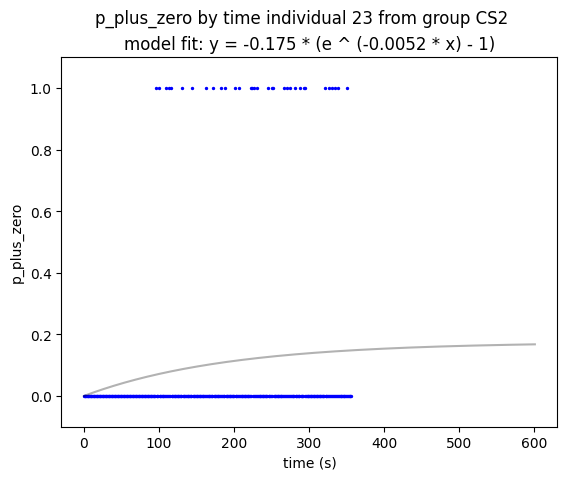 p_plus_zero by time individual 23 from group CS2
model fit: y = -0.175 * (e ^ (-0.0052 * x) - 1)
1.0
0.8
0.6
0.4
0.2
0.0
p_plus_zero
0 100 200 300 400 500 600
time (s)